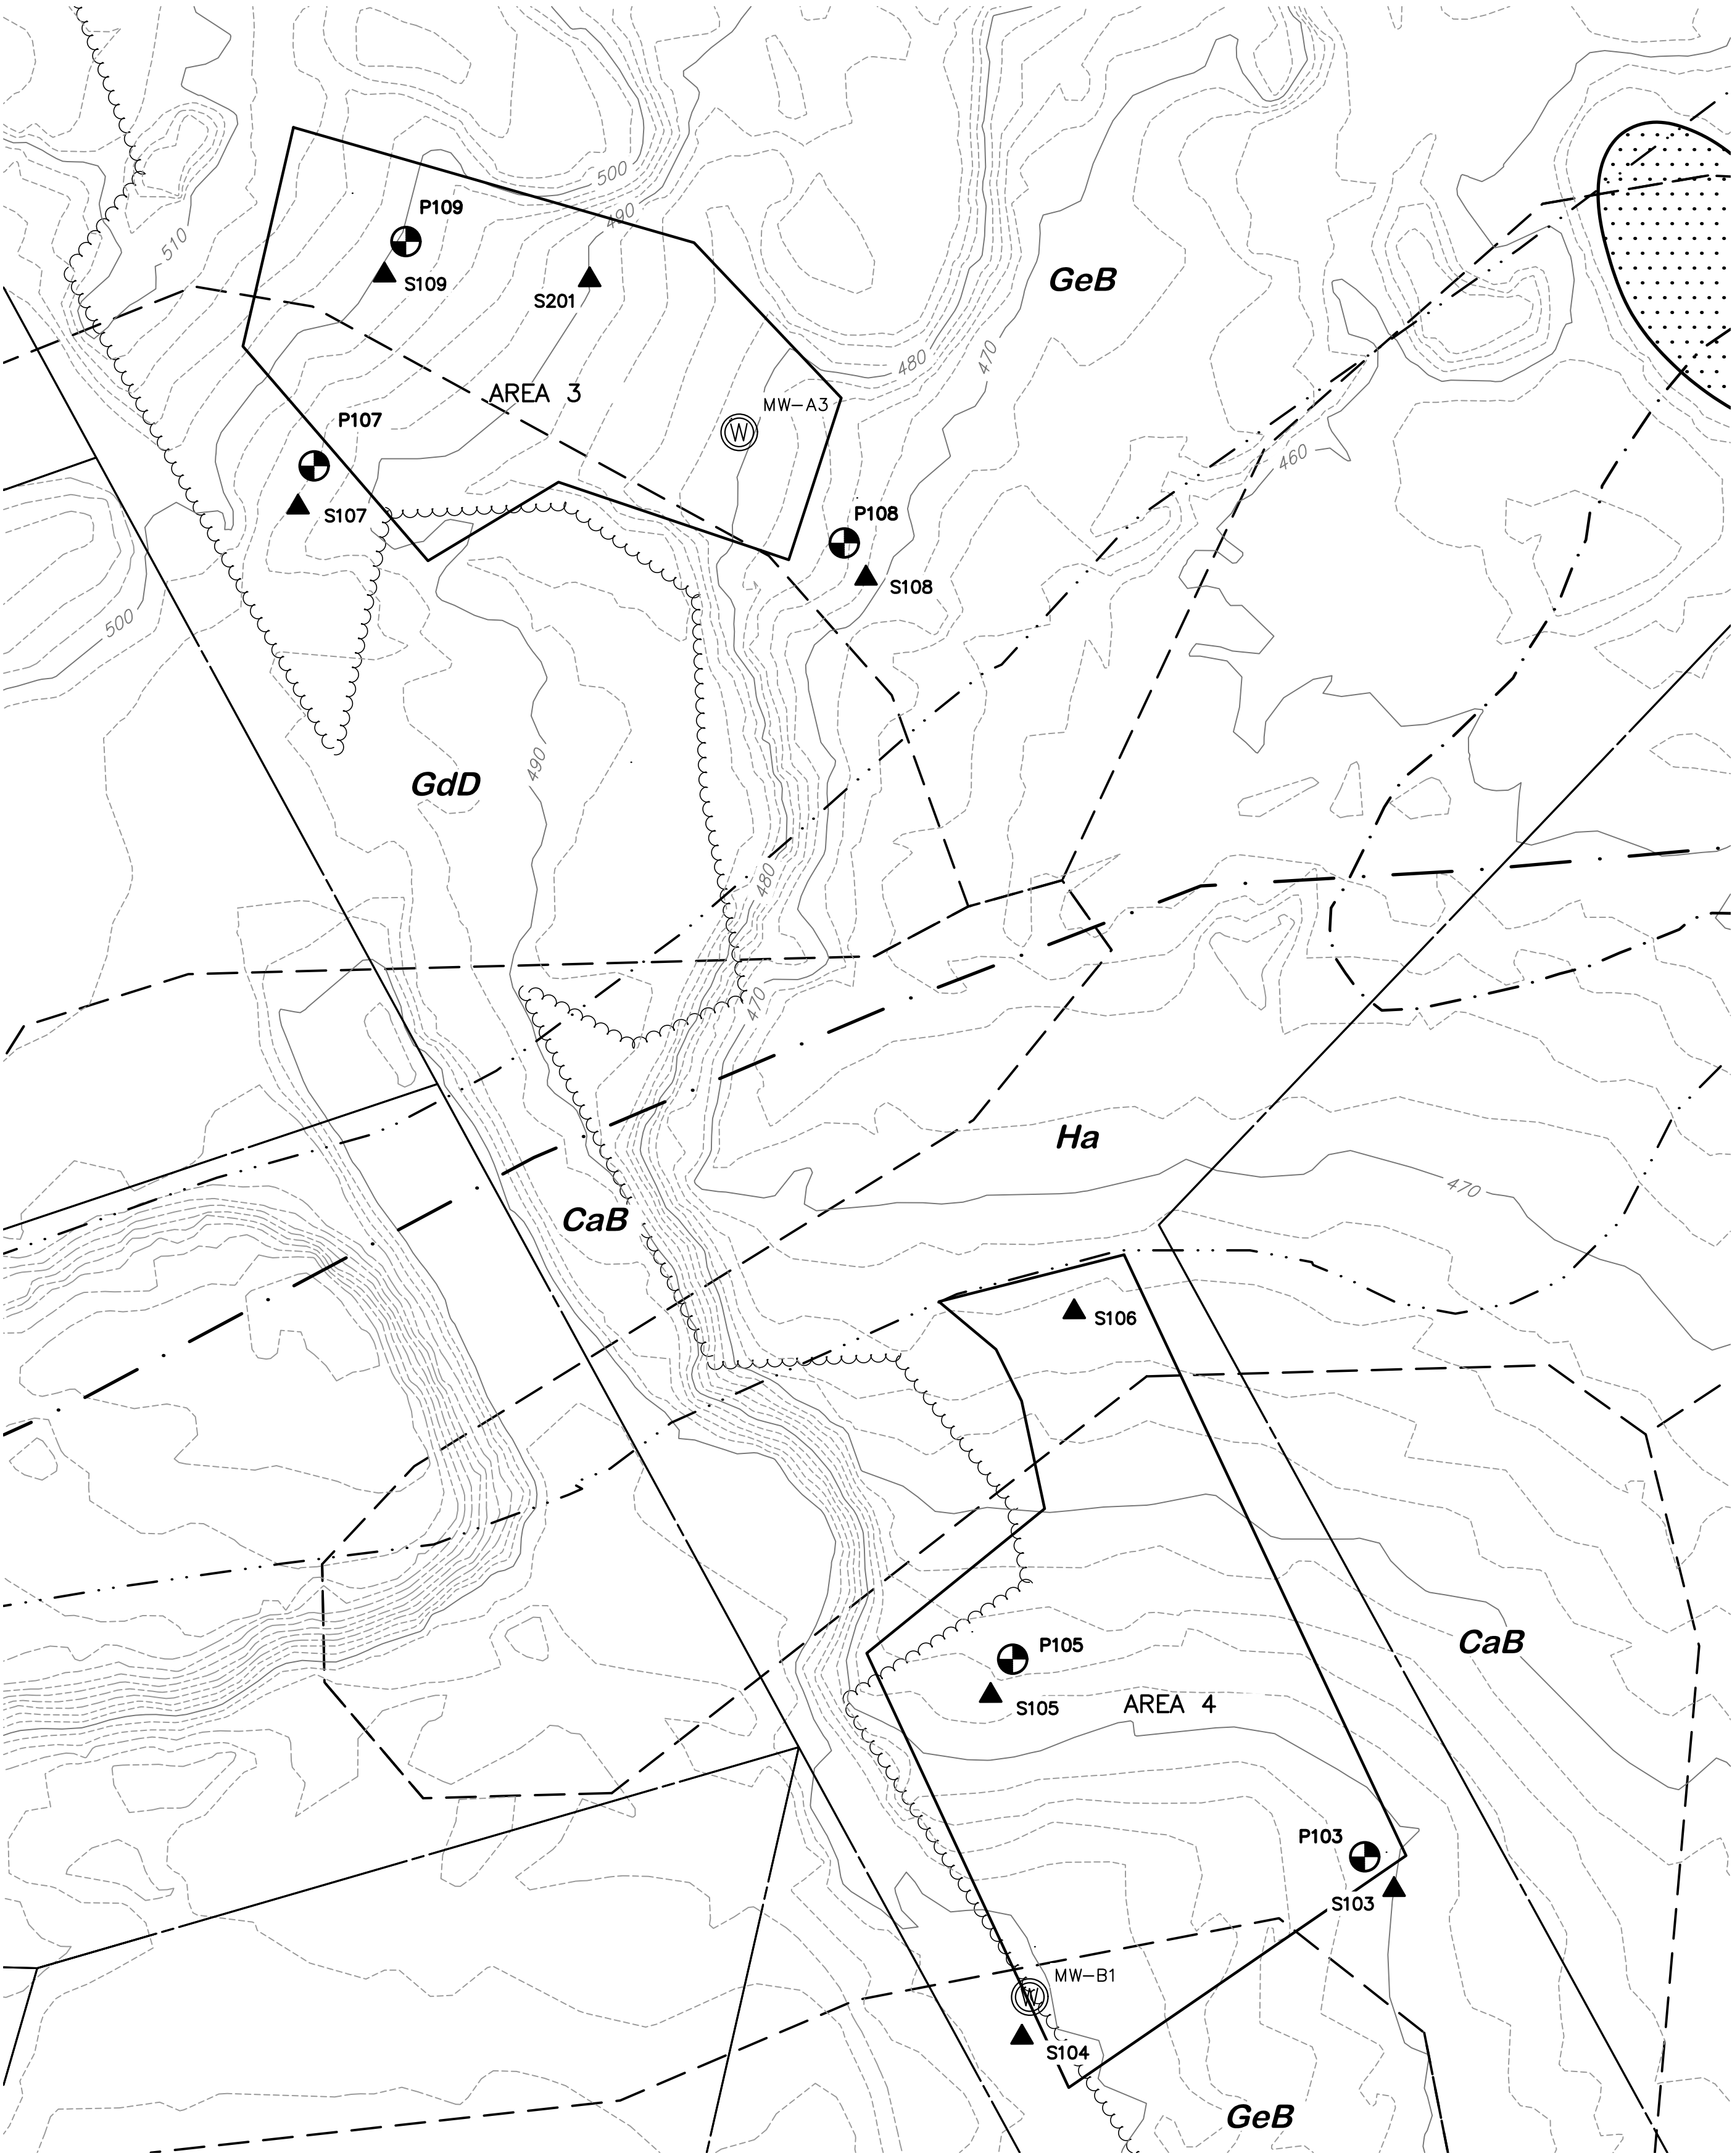 500
P109
490
510
GeB
S109
S201
480
470
AREA 3
MW-A3
W
P107
460
S107
P108
S108
500
490
GdD
480
470
Ha
470
CaB
S106
CaB
P105
S105
AREA 4
P103
S103
MW-B1
W
S104
GeB